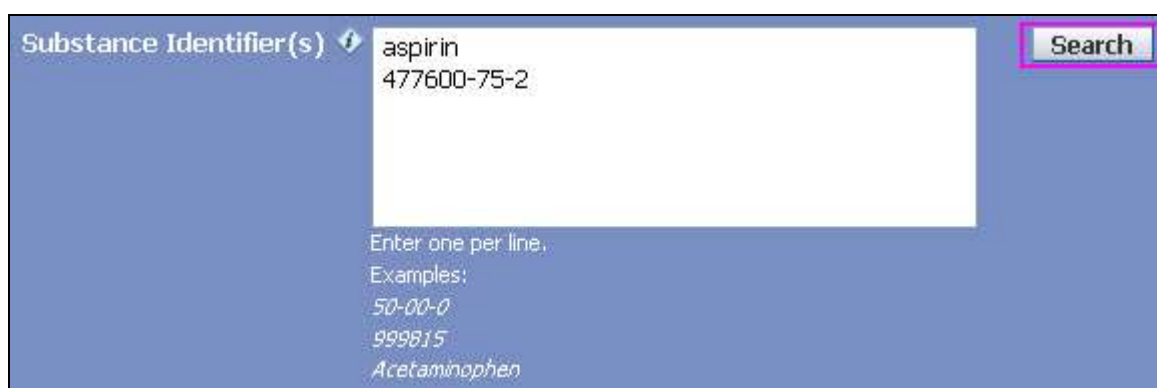 Substance Identifier(s) i aspirin Search
477600-75-2
Enter one per line.
Examples:
50-00-0
999815
Acetaminophen